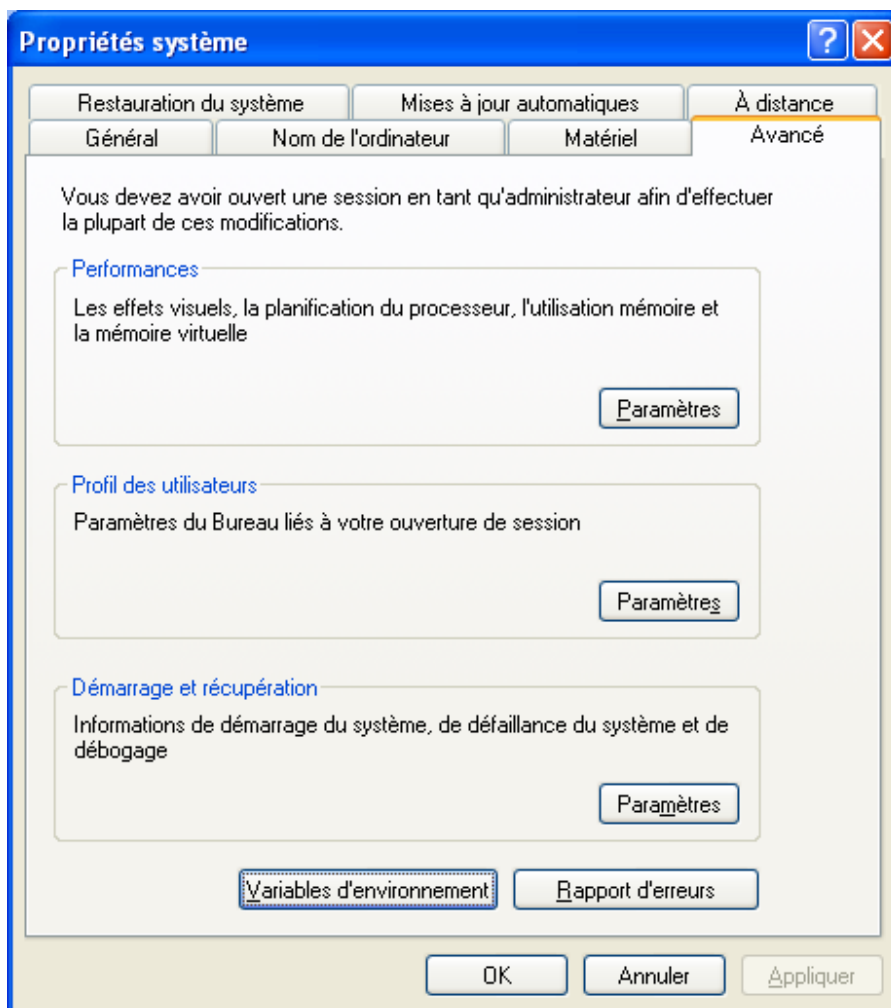 Propriétés système
Restauration du système Mises à jour automatiques À distance
Général Nom de l'ordinateur Matériel Avancé
Vous devez avoir ouvert une session en tant qu'administrateur afin d'effectuer
la plupart de ces modifications.
Performances
Les effets visuels, la planification du processeur, l'utilisation mémoire et
la mémoire virtuelle
Paramètres
Profil des utilisateurs
Paramètres du Bureau liés à votre ouverture de session
Paramètres
Démarrage et récupération
Informations de démarrage du système, de défaillance du système et de
débogage
Paramètres
Variables d'environnement Rapport d'erreurs
OK Annuler Appliquer